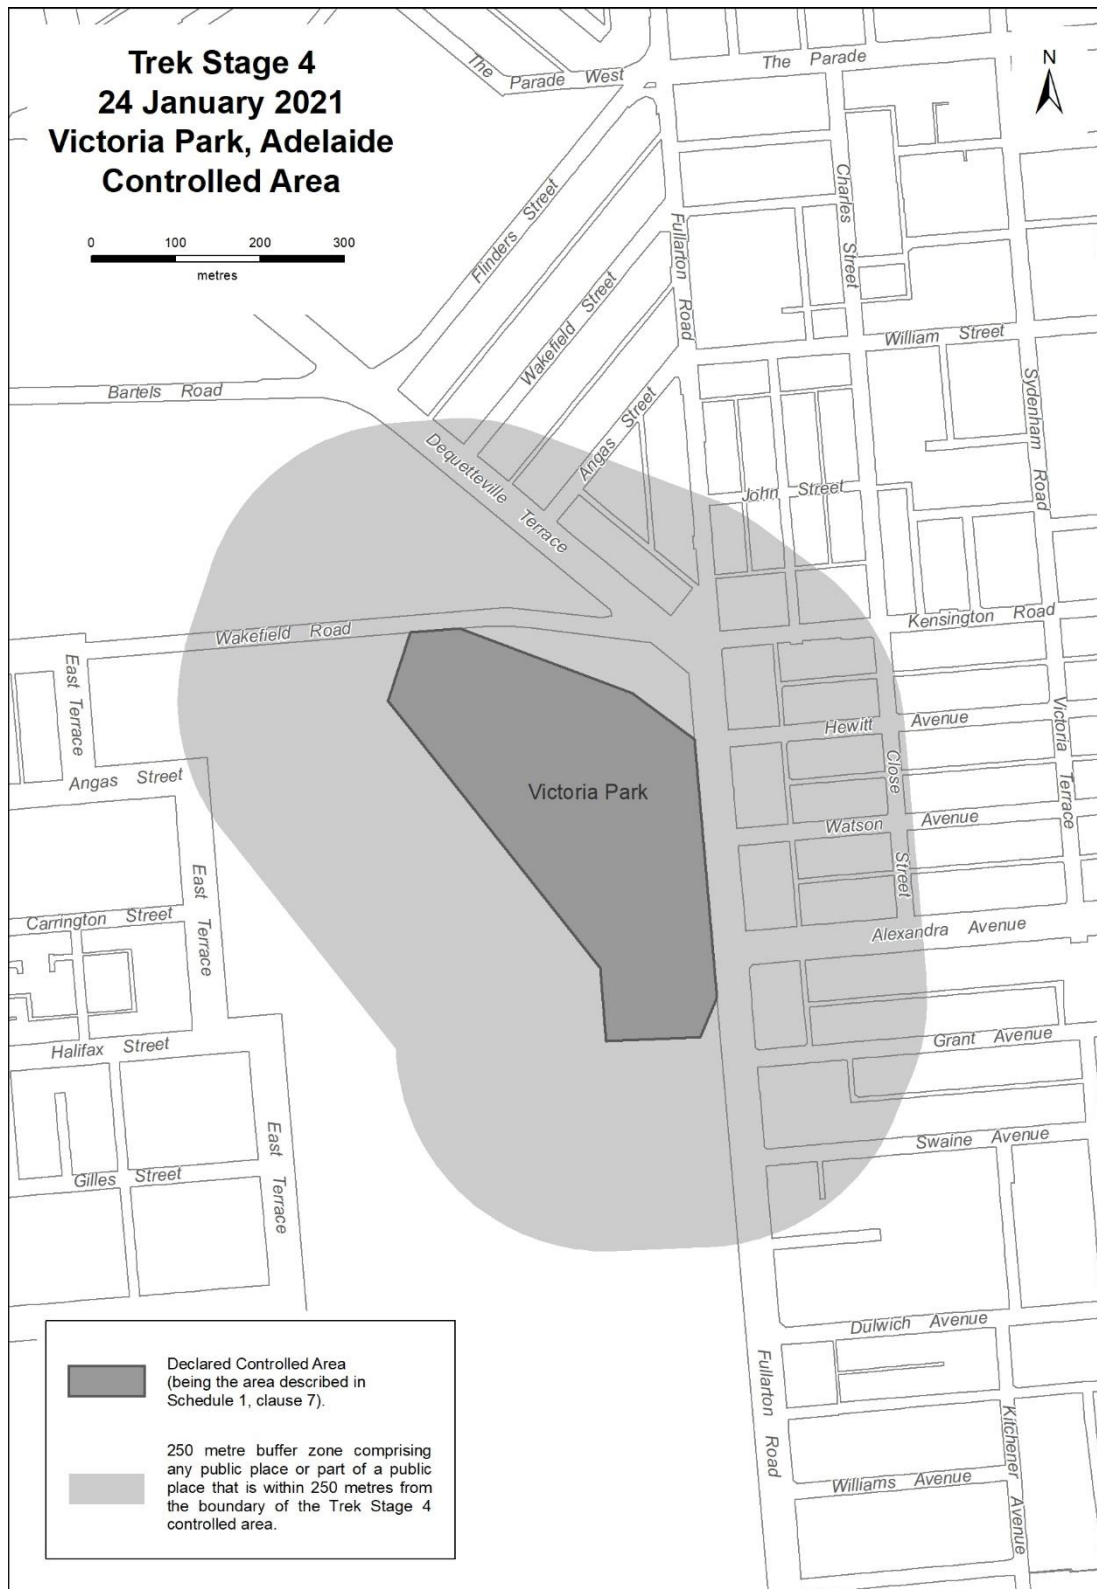 Trek Stage 4
24 January 2021
Victoria Park, Adelaide
Controlled Area
0 100 200 300
metres
N
The Parade West
The Parade
Flinders Street
Charles Street
Fullarton Road
Wakefield Street
William Street
Bartels Road
Angas Street
Sydenham Road
Dequetteville Terrace
John Street
Kensington Road
Wakefield Road
East Terrace
Hewitt Avenue
Victoria Terrace
Close Street
Angas Street
Victoria Park
Watson Avenue
East Terrace
Carrington Street
Alexandra Avenue
Halifax Street
Grant Avenue
East Terrace
Swaine Avenue
Gilles Street
Dulwich Avenue
Fullarton Road
Kitchener Avenue
Williams Avenue
Declared Controlled Area
(being the area described in
Schedule 1, clause 7).
250 metre buffer zone comprising
any public place or part of a public
place that is within 250 metres from
the boundary of the Trek Stage 4
controlled area.